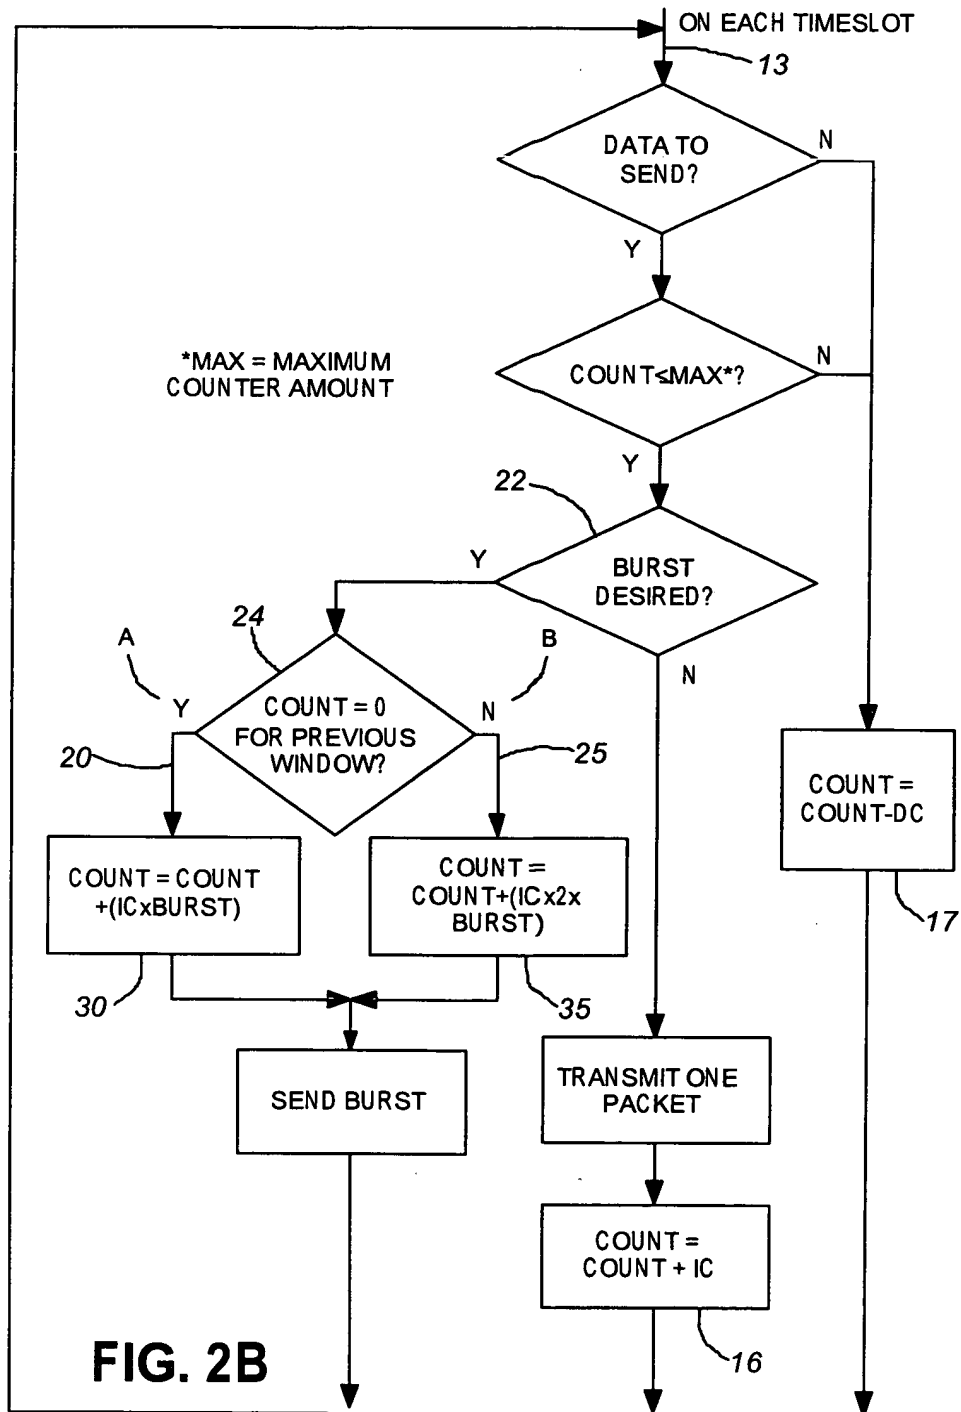 ON EACH TIMESLOT
13
DATA TO
SEND?
N
Y
*MAX = MAXIMUM
COUNTER AMOUNT
COUNT≤MAX*?
N
Y
22
Y
BURST
DESIRED?
N
24
A
B
Y
COUNT = 0
FOR PREVIOUS
WINDOW?
N
20
25
COUNT =
COUNT-DC
17
COUNT = COUNT
+(ICxBURST)
30
COUNT =
COUNT+(ICx2x
BURST)
35
SEND BURST
TRANSMIT ONE
PACKET
COUNT =
COUNT + IC
16
FIG. 2B